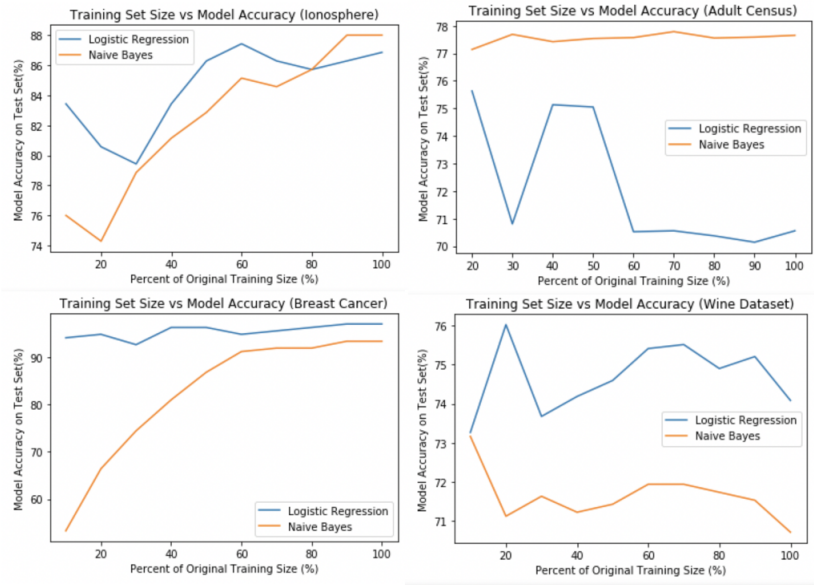 Training Set Size vs Model Accuracy (Ionosphere)
Model Accuracy on Test Set(%)
88
86
84
82
80
78
76
74
Logistic Regression
Naive Bayes
20
40
60
80
100
Percent of Original Training Size (%)
Training Set Size vs Model Accuracy (Adult Census)
Model Accuracy on Test Set(%)
78
77
76
75
74
73
72
71
70
Logistic Regression
Naive Bayes
20
30
40
50
60
70
80
90
100
Percent of Original Training Size (%)
Training Set Size vs Model Accuracy (Breast Cancer)
Model Accuracy on Test Set(%)
90
80
70
60
Logistic Regression
Naive Bayes
20
40
60
80
100
Percent of Original Training Size (%)
Training Set Size vs Model Accuracy (Wine Dataset)
Model Accuracy on Test Set(%)
76
75
74
73
72
71
Logistic Regression
Naive Bayes
20
40
60
80
100
Percent of Original Training Size (%)